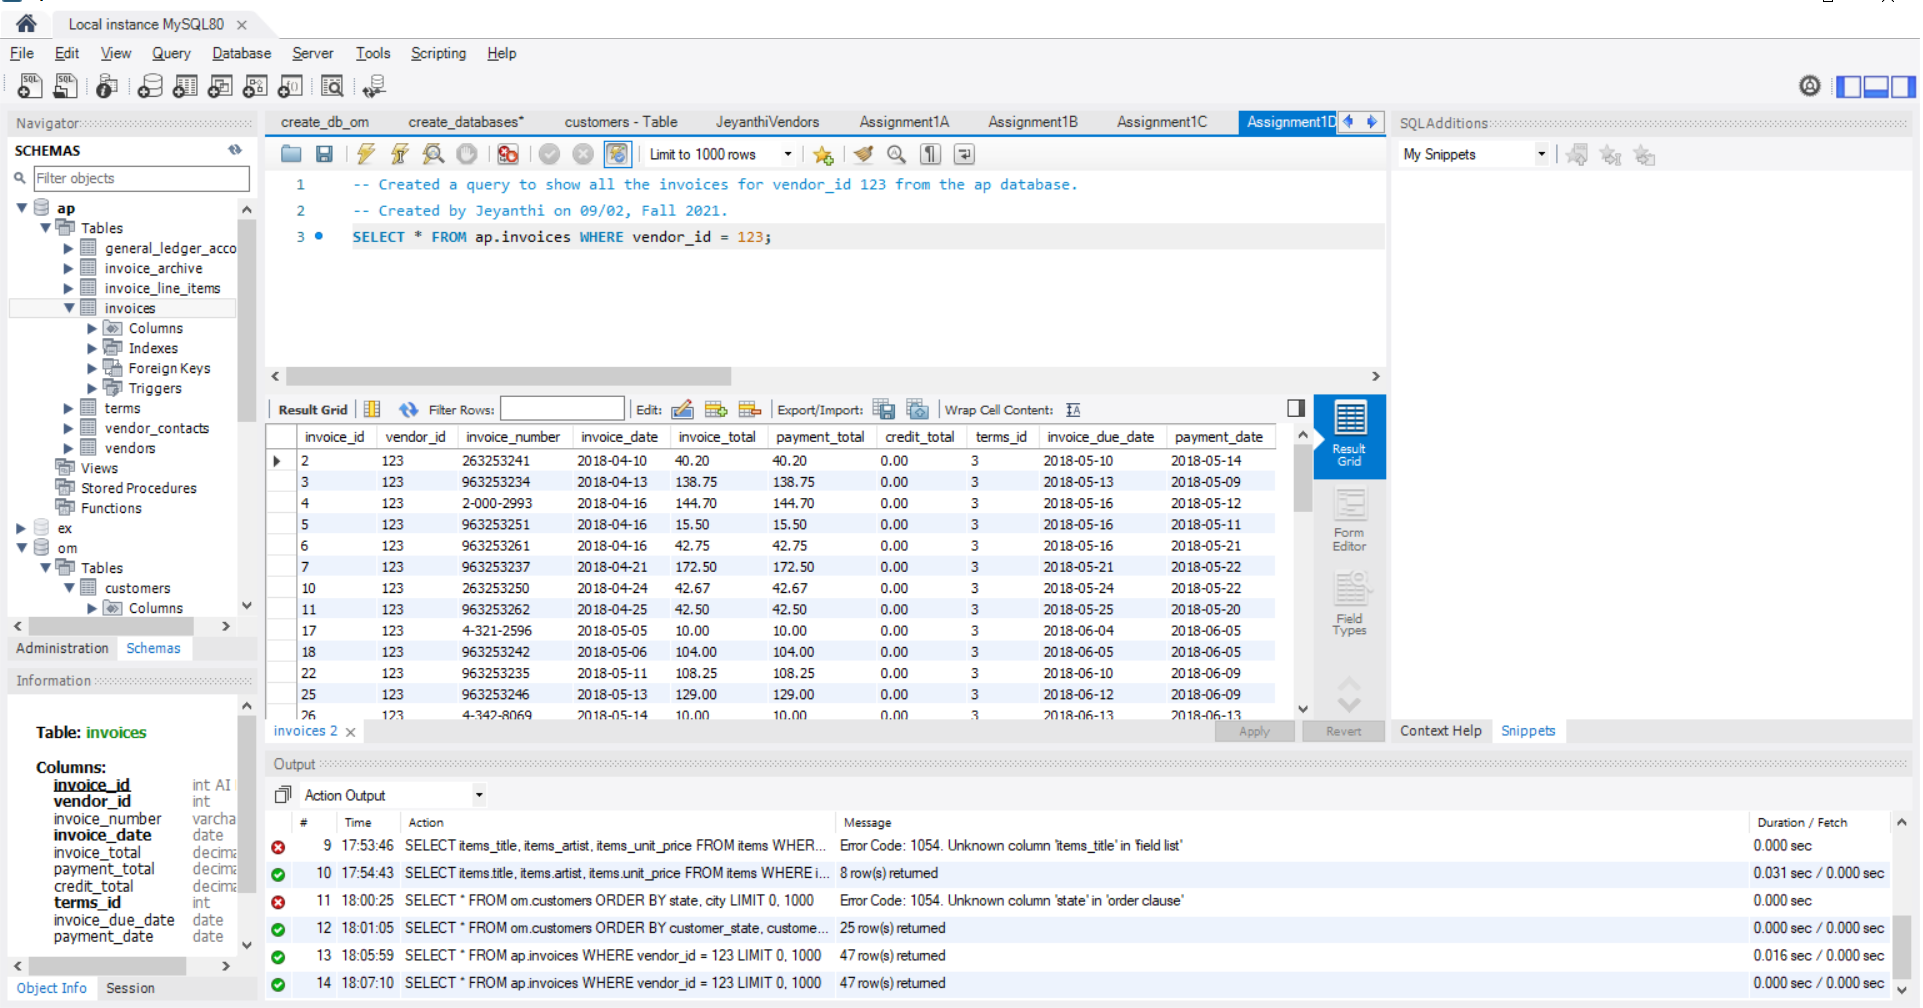 Local instance MySQL80
File Edit View Query Database Server Tools Scripting Help
Navigator
SCHEMAS
Filter objects
ap
Tables
general_ledger_acco
invoice_archive
invoice_line_items
invoices
Columns
Indexes
Foreign Keys
Triggers
terms
vendor_contacts
vendors
Views
Stored Procedures
Functions
ex
om
Tables
customers
Columns
Administration Schemas
Information
Table: invoices
Columns:
invoice_id int AI
vendor_id int
invoice_number varcha
invoice_date date
invoice_total decima
payment_total decima
credit_total decima
terms_id int
invoice_due_date date
payment_date date
Object Info Session
create_db_om create_databases* customers - Table JeyanthiVendors Assignment1A Assignment1B Assignment1C Assignment1D
Limit to 1000 rows
1 -- Created a query to show all the invoices for vendor_id 123 from the ap database.
2 -- Created by Jeyanthi on 09/02, Fall 2021.
3 SELECT * FROM ap.invoices WHERE vendor_id = 123;
Result Grid Filter Rows: Edit: Export/Import: Wrap Cell Content:
invoice_id vendor_id invoice_number invoice_date invoice_total payment_total credit_total terms_id invoice_due_date payment_date
2 123 263253241 2018-04-10 40.20 40.20 0.00 3 2018-05-10 2018-05-14
3 123 963253234 2018-04-13 138.75 138.75 0.00 3 2018-05-13 2018-05-09
4 123 2-000-2993 2018-04-16 144.70 144.70 0.00 3 2018-05-16 2018-05-12
5 123 963253251 2018-04-16 15.50 15.50 0.00 3 2018-05-16 2018-05-11
6 123 963253261 2018-04-16 42.75 42.75 0.00 3 2018-05-16 2018-05-21
7 123 963253237 2018-04-21 172.50 172.50 0.00 3 2018-05-21 2018-05-22
10 123 263253250 2018-04-24 42.67 42.67 0.00 3 2018-05-24 2018-05-22
11 123 963253262 2018-04-25 42.50 42.50 0.00 3 2018-05-25 2018-05-20
17 123 4-321-2596 2018-05-05 10.00 10.00 0.00 3 2018-06-04 2018-06-05
18 123 963253242 2018-05-06 104.00 104.00 0.00 3 2018-06-05 2018-06-05
22 123 963253235 2018-05-11 108.25 108.25 0.00 3 2018-06-10 2018-06-09
25 123 963253246 2018-05-13 129.00 129.00 0.00 3 2018-06-12 2018-06-09
26 123 4-342-8069 2018-05-14 10.00 10.00 0.00 3 2018-06-13 2018-06-13
Result
Grid
Form
Editor
Field
Types
invoices 2
Apply Revert
SQLAdditions
My Snippets
Context Help Snippets
Output
Action Output
# Time Action Message Duration / Fetch
9 17:53:46 SELECT items_title, items_artist, items_unit_price FROM items WHER... Error Code: 1054. Unknown column 'items_title' in 'field list' 0.000 sec
10 17:54:43 SELECT items.title, items.artist, items.unit_price FROM items WHERE i... 8 row(s) returned 0.031 sec / 0.000 sec
11 18:00:25 SELECT * FROM om.customers ORDER BY state, city LIMIT 0, 1000 Error Code: 1054. Unknown column 'state' in 'order clause' 0.000 sec
12 18:01:05 SELECT * FROM om.customers ORDER BY customer_state, custome... 25 row(s) returned 0.000 sec / 0.000 sec
13 18:05:59 SELECT * FROM ap.invoices WHERE vendor_id = 123 LIMIT 0, 1000 47 row(s) returned 0.016 sec / 0.000 sec
14 18:07:10 SELECT * FROM ap.invoices WHERE vendor_id = 123 LIMIT 0, 1000 47 row(s) returned 0.000 sec / 0.000 sec